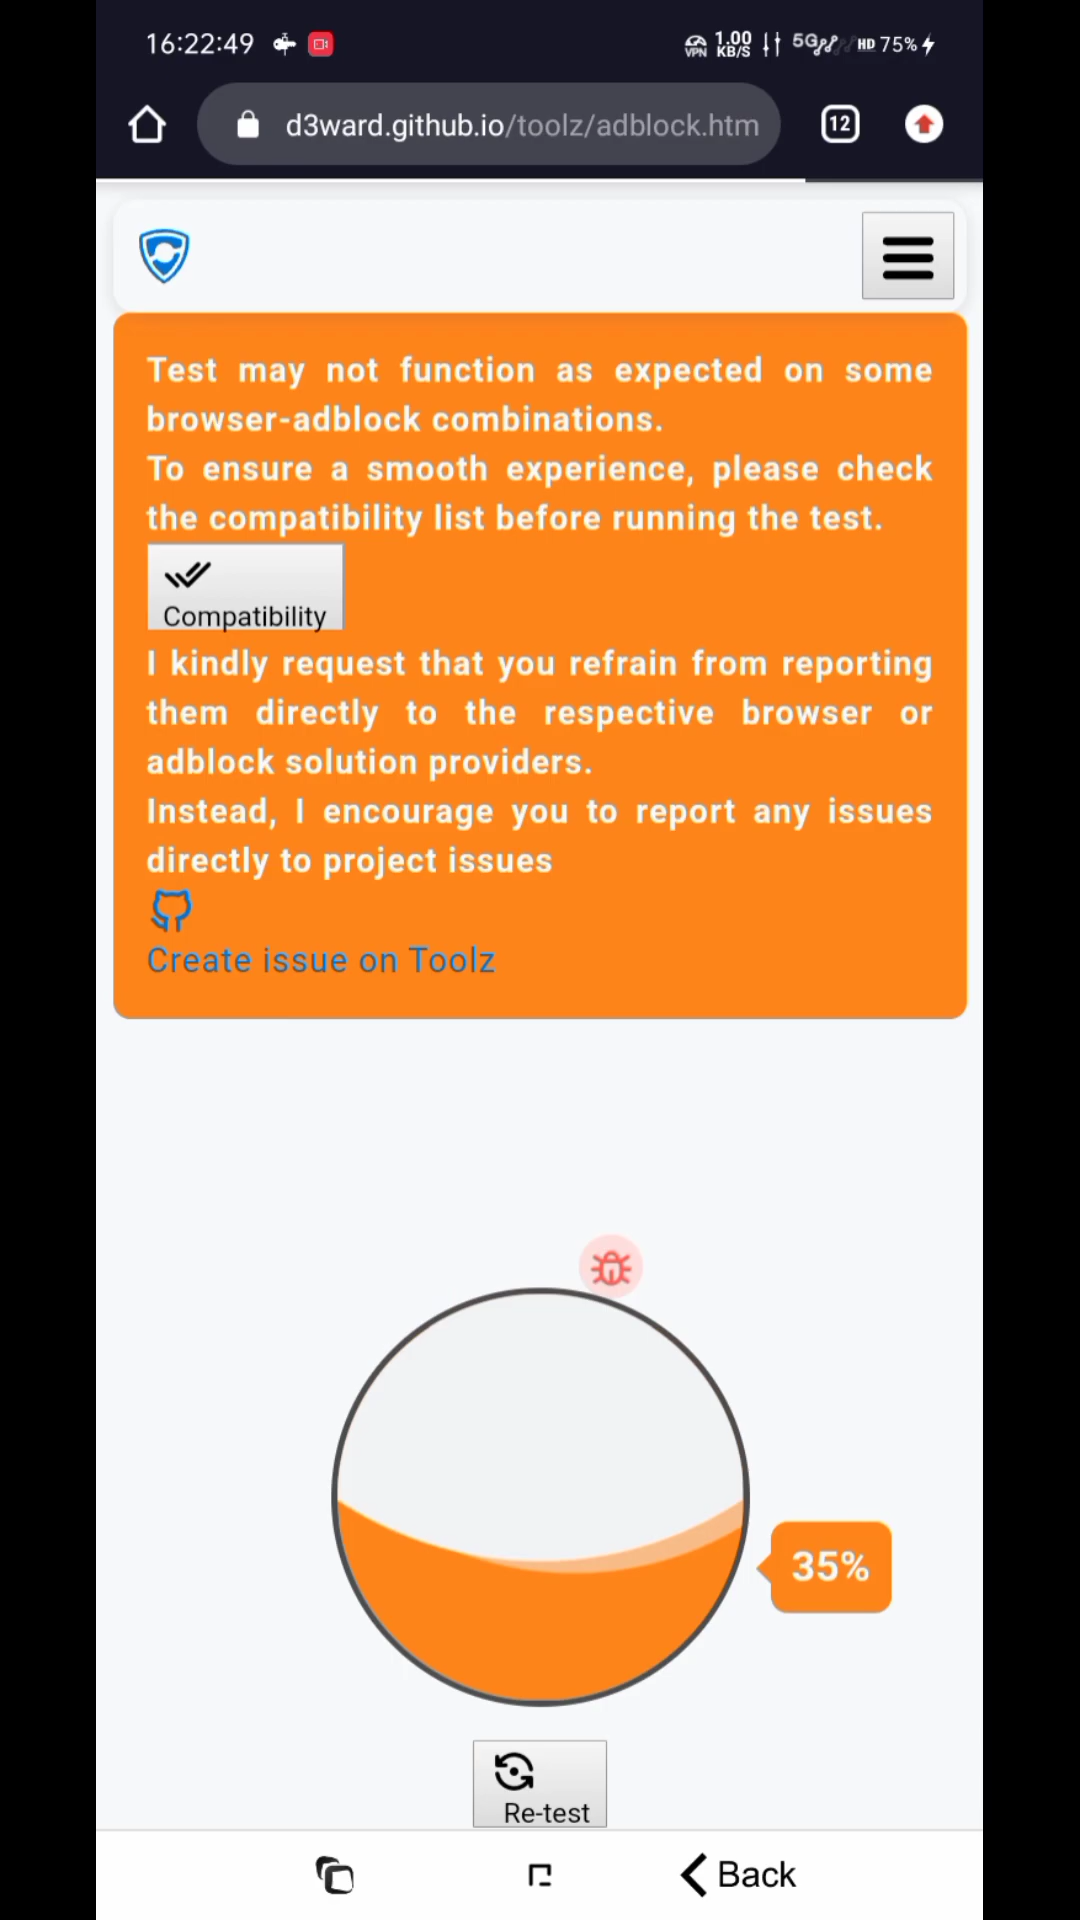 16:22:49
VPN 1.00 KB/S 5G HD 75%
d3ward.github.io/toolz/adblock.htm
12
Test may not function as expected on some
browser-adblock combinations.
To ensure a smooth experience, please check
the compatibility list before running the test.
Compatibility
I kindly request that you refrain from reporting
them directly to the respective browser or
adblock solution providers.
Instead, I encourage you to report any issues
directly to project issues
Create issue on Toolz
35%
Re-test
Back